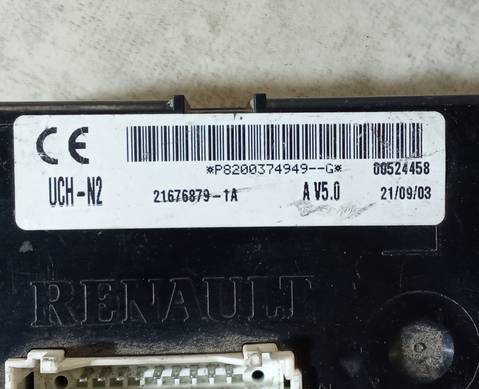 CE
*P8200374949--G* 00524458
UCH-N2 21676879-1A A V5.0 21/09/03
RENAULT